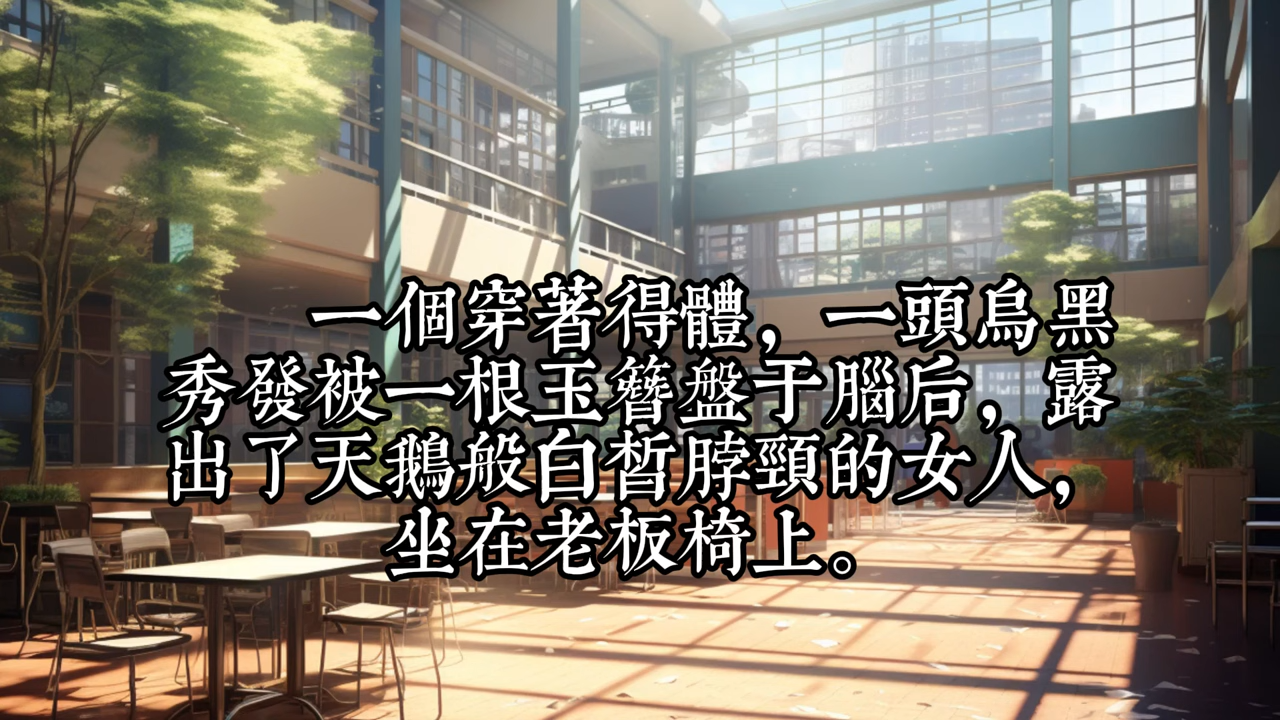 一個穿著得體，一頭烏黑
秀發被一根玉簪盤于腦后，露
出了天鵝般白皙脖頸的女人，
坐在老板椅上。